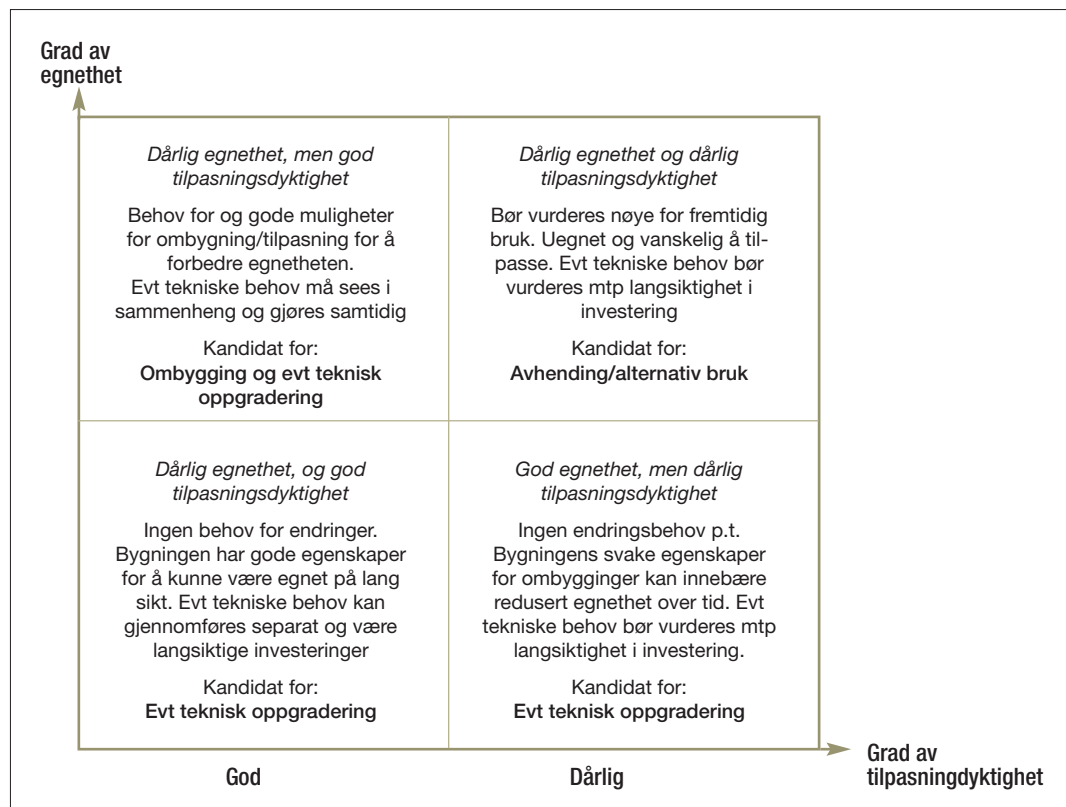 Grad av
egnethet
Dårlig egnethet, men god
tilpasningsdyktighet
Behov for og gode muligheter
for ombygning/tilpasning for å
forbedre egnetheten.
Evt tekniske behov må sees i
sammenheng og gjøres samtidig
Kandidat for:
Ombygging og evt teknisk
oppgradering
Dårlig egnethet og dårlig
tilpasningsdyktighet
Bør vurderes nøye for fremtidig
bruk. Uegnet og vanskelig å til-
passe. Evt tekniske behov bør
vurderes mtp langsiktighet i
investering
Kandidat for:
Avhending/alternativ bruk
Dårlig egnethet, og god
tilpasningsdyktighet
Ingen behov for endringer.
Bygningen har gode egenskaper
for å kunne være egnet på lang
sikt. Evt tekniske behov kan
gjennomføres separat og være
langsiktige investeringer
Kandidat for:
Evt teknisk oppgradering
God egnethet, men dårlig
tilpasningsdyktighet
Ingen endringsbehov p.t.
Bygningens svake egenskaper
for ombygginger kan innebære
redusert egnethet over tid. Evt
tekniske behov bør vurderes mtp
langsiktighet i investering.
Kandidat for:
Evt teknisk oppgradering
God
Dårlig
Grad av
tilpasningdyktighet